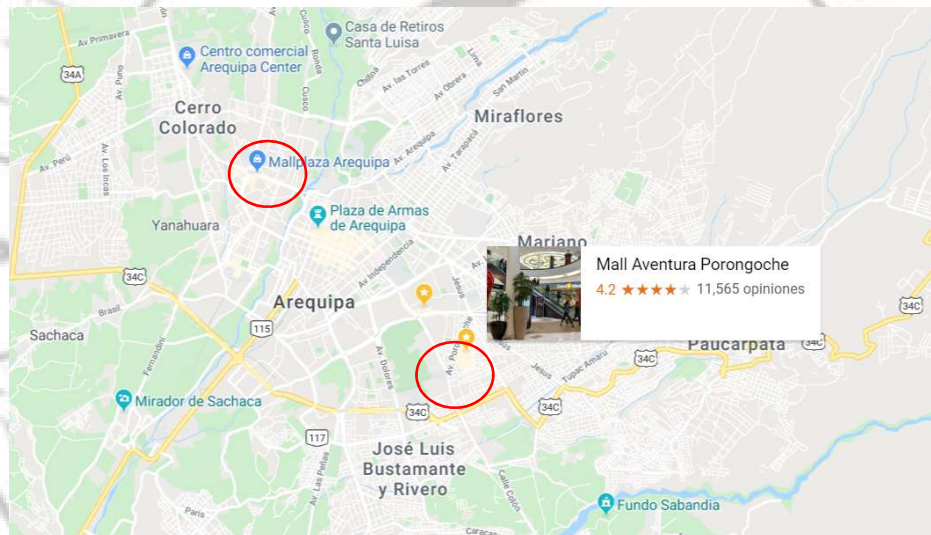 Casa de Retiros
Santa Luisa
Av Primavera
Cusco
Ronda
Centro comercial
Arequipa Center
34A
Av. Puno
Chilina
Av. las Torres
Lima
Av Obrera
San Martin
Cusco
Cerro
Colorado
Miraflores
Mallplaza Arequipa
Av. Arequipa
Av. Tarapacá
Av. Perú
Av. Los Incas
Plaza de Armas
de Arequipa
Yanahuara
Mariano
Av Independencia
Av.
Mall Aventura Porongoche
4.2
11,565 opiniones
34C
Jesus
Arequipa
34C
Brasil
115
Sachaca
Fernandini
Av. Porongoche
Paucarpata
34C
Jesus
Tupac Amaru
34C
Av. Dolores
Mirador de Sachaca
34C
34C
117
José Luis
Bustamante
y Rivero
Av. Las Peñas
Calle Colón
Fundo Sabandia
Paris
Caracas